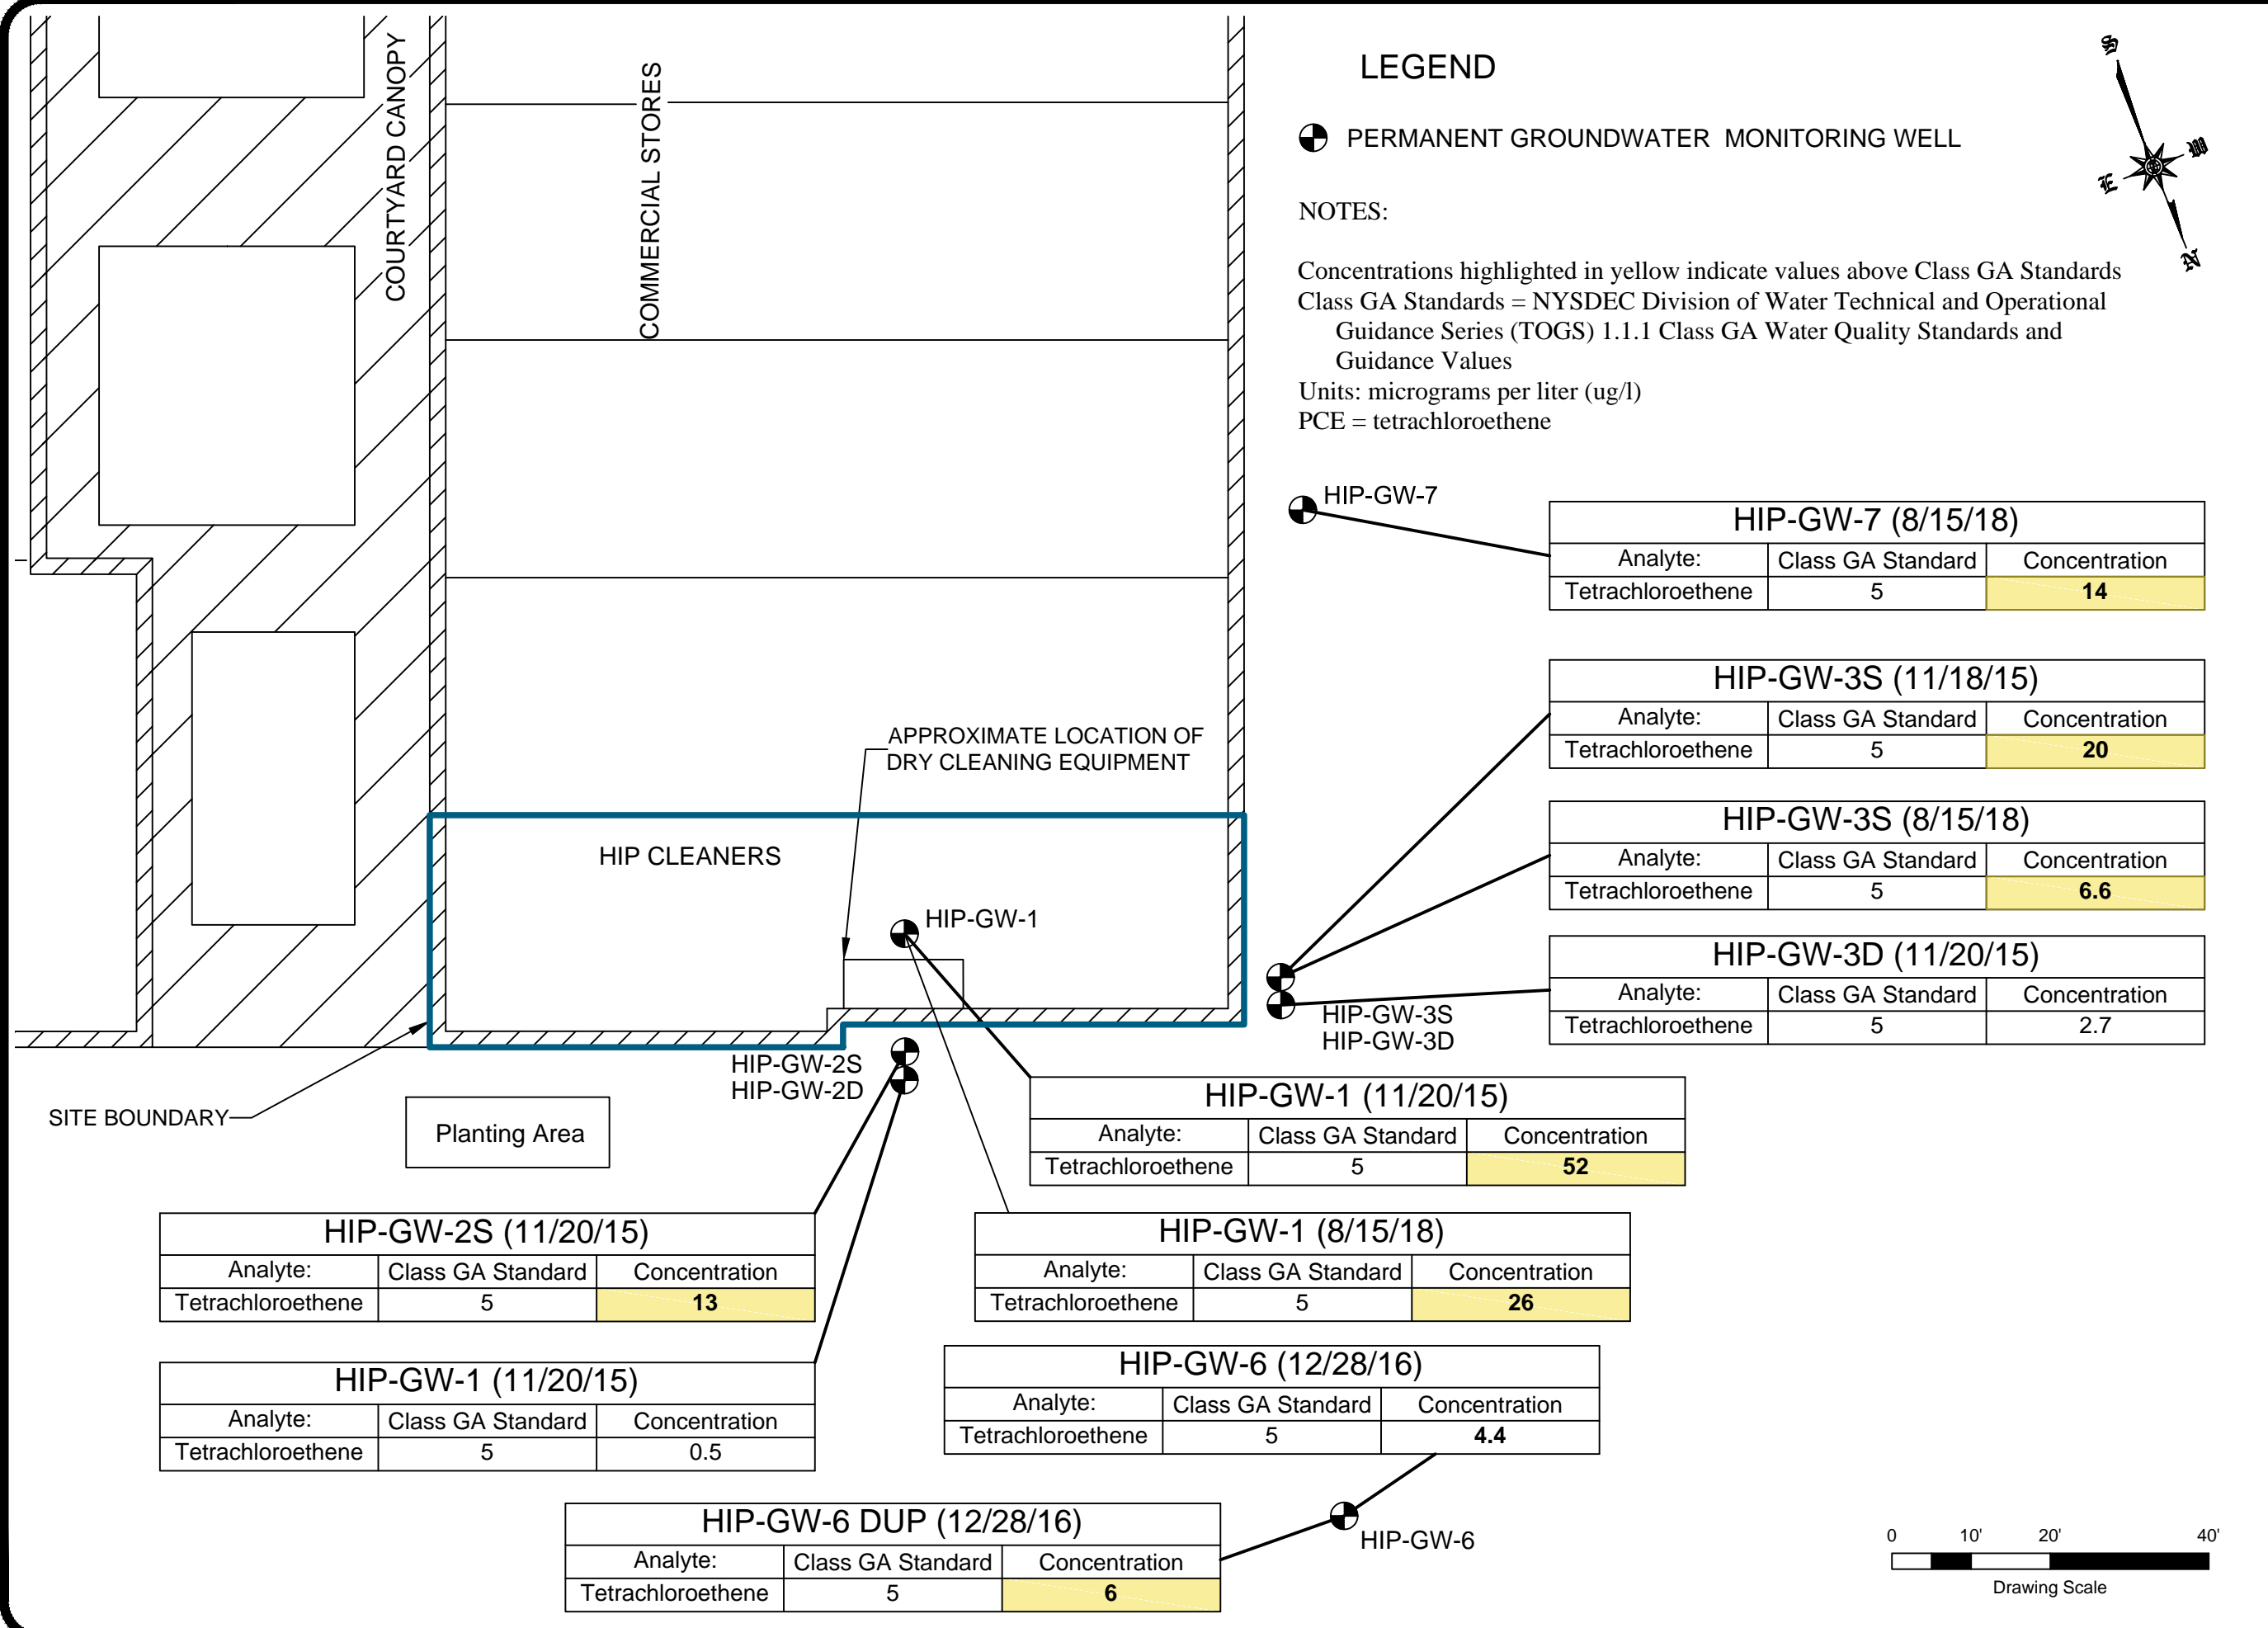 COURTYARD CANOPY
COMMERCIAL STORES
LEGEND
PERMANENT GROUNDWATER MONITORING WELL
S
W
E
N
NOTES:
Concentrations highlighted in yellow indicate values above Class GA Standards
Class GA Standards = NYSDEC Division of Water Technical and Operational
Guidance Series (TOGS) 1.1.1 Class GA Water Quality Standards and
Guidance Values
Units: micrograms per liter (ug/l)
PCE = tetrachloroethene
HIP-GW-7
HIP-GW-7 (8/15/18)
Analyte: Class GA Standard Concentration
Tetrachloroethene 5 14
HIP-GW-3S (11/18/15)
Analyte: Class GA Standard Concentration
Tetrachloroethene 5 20
HIP-GW-3S (8/15/18)
Analyte: Class GA Standard Concentration
Tetrachloroethene 5 6.6
HIP-GW-3D (11/20/15)
Analyte: Class GA Standard Concentration
Tetrachloroethene 5 2.7
APPROXIMATE LOCATION OF
DRY CLEANING EQUIPMENT
HIP CLEANERS
HIP-GW-1
HIP-GW-3S
HIP-GW-3D
HIP-GW-2S
HIP-GW-2D
SITE BOUNDARY
Planting Area
HIP-GW-1 (11/20/15)
Analyte: Class GA Standard Concentration
Tetrachloroethene 5 52
HIP-GW-2S (11/20/15)
Analyte: Class GA Standard Concentration
Tetrachloroethene 5 13
HIP-GW-1 (8/15/18)
Analyte: Class GA Standard Concentration
Tetrachloroethene 5 26
HIP-GW-1 (11/20/15)
Analyte: Class GA Standard Concentration
Tetrachloroethene 5 0.5
HIP-GW-6 (12/28/16)
Analyte: Class GA Standard Concentration
Tetrachloroethene 5 4.4
HIP-GW-6 DUP (12/28/16)
Analyte: Class GA Standard Concentration
Tetrachloroethene 5 6
HIP-GW-6
0 10' 20' 40'
Drawing Scale